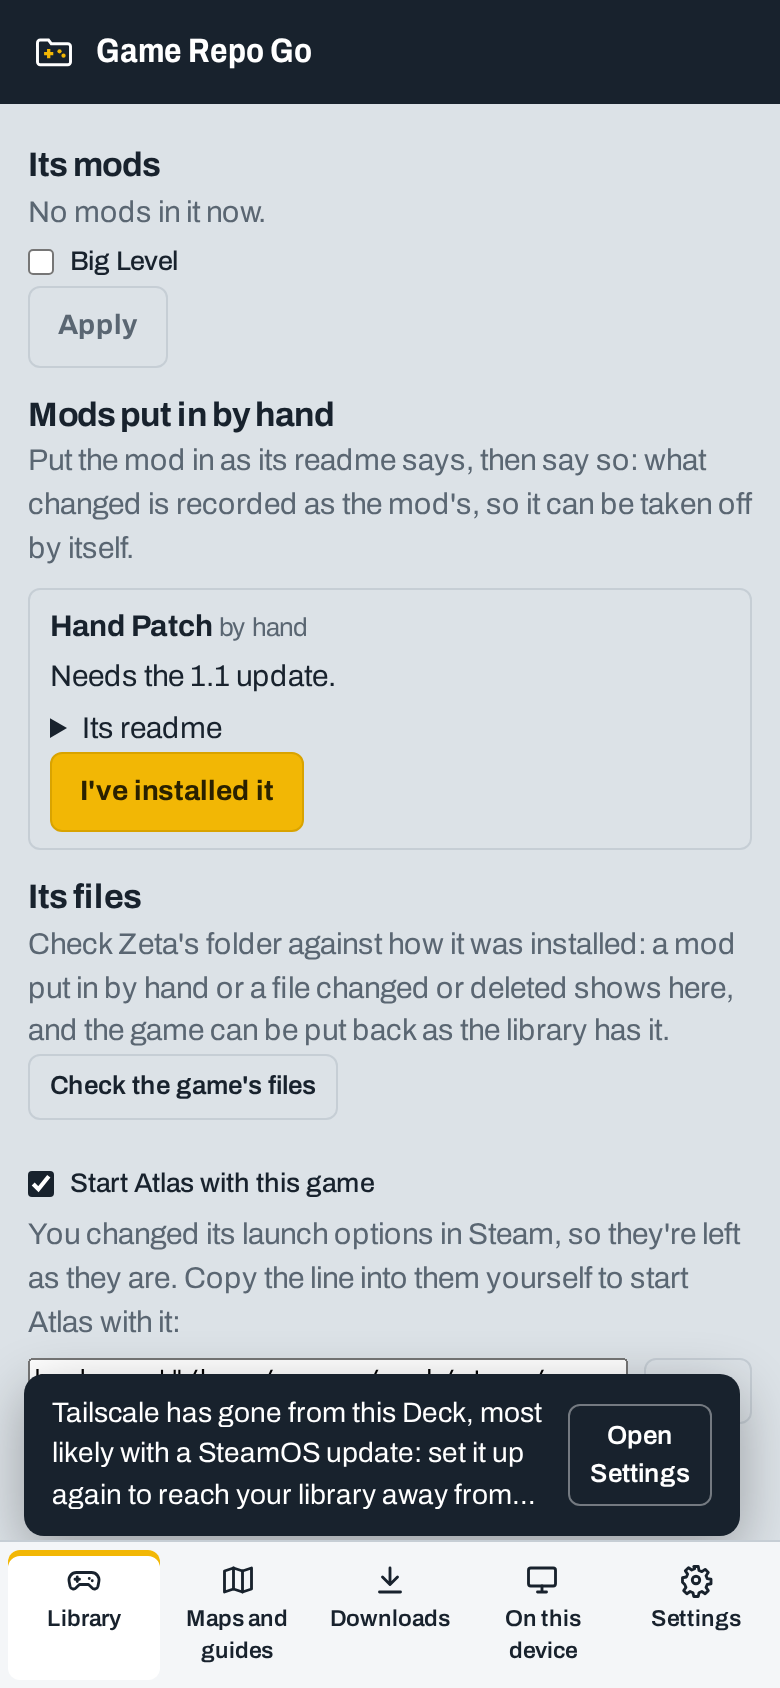 Game Repo Go
Its mods
No mods in it now.
Big Level
Apply
Mods put in by hand
Put the mod in as its readme says, then say so: what
changed is recorded as the mod's, so it can be taken off
by itself.
Hand Patch by hand
Needs the 1.1 update.
Its readme
I've installed it
Its files
Check Zeta's folder against how it was installed: a mod
put in by hand or a file changed or deleted shows here,
and the game can be put back as the library has it.
Check the game's files
Start Atlas with this game
You changed its launch options in Steam, so they're left
as they are. Copy the line into them yourself to start
Atlas with it:
Tailscale has gone from this Deck, most
likely with a SteamOS update: set it up
again to reach your library away from...
Open
Settings
Library
Maps and
guides
Downloads
On this
device
Settings